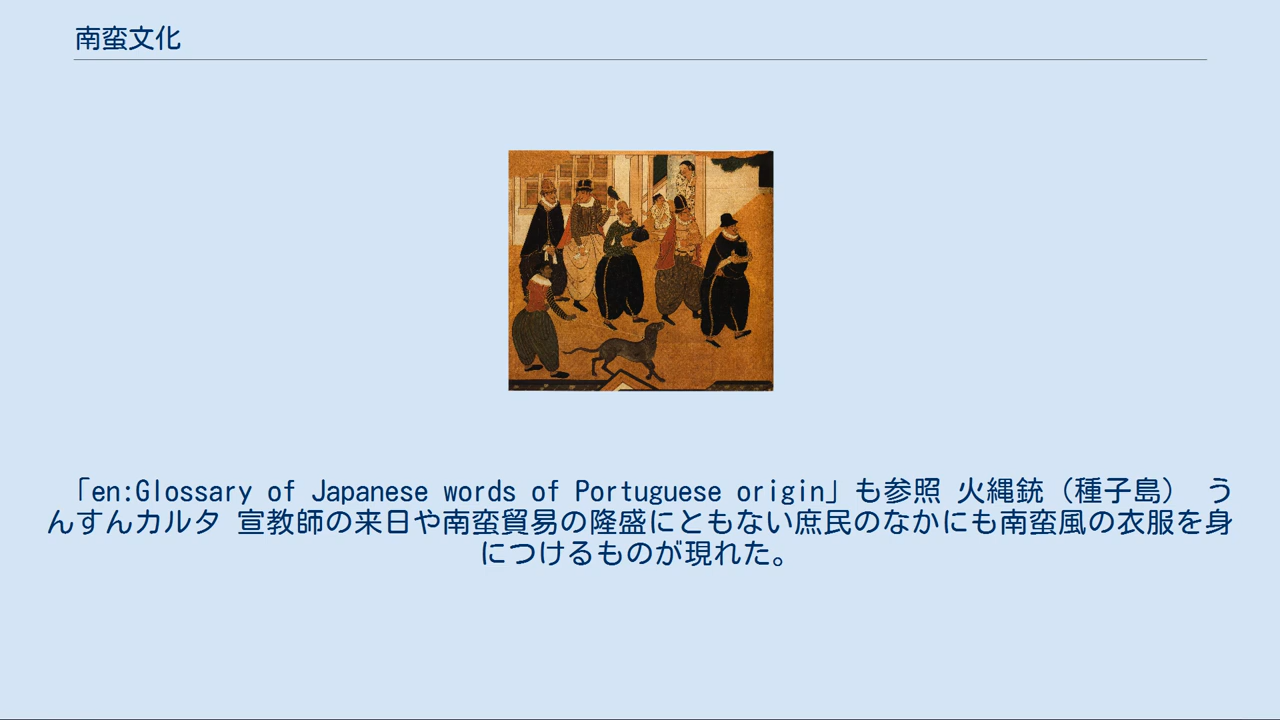 南蛮文化
「en:Glossary of Japanese words of Portuguese origin」も参照 火縄銃（種子島） う
んすんカルタ 宣教師の来日や南蛮貿易の隆盛にともない庶民のなかにも南蛮風の衣服を身
につけるものが現れた。